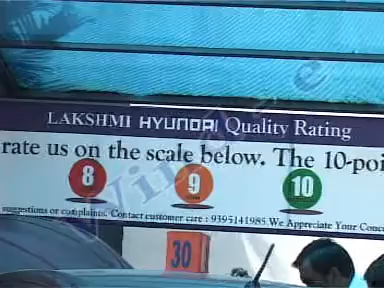 LAKSHMI HYUNDAI Quality Rating
rate us on the scale below. The 10-poi
8 9 10
suggestions or complaints. Contact customer care : 9395141985.We Appreciate Your Conc
30